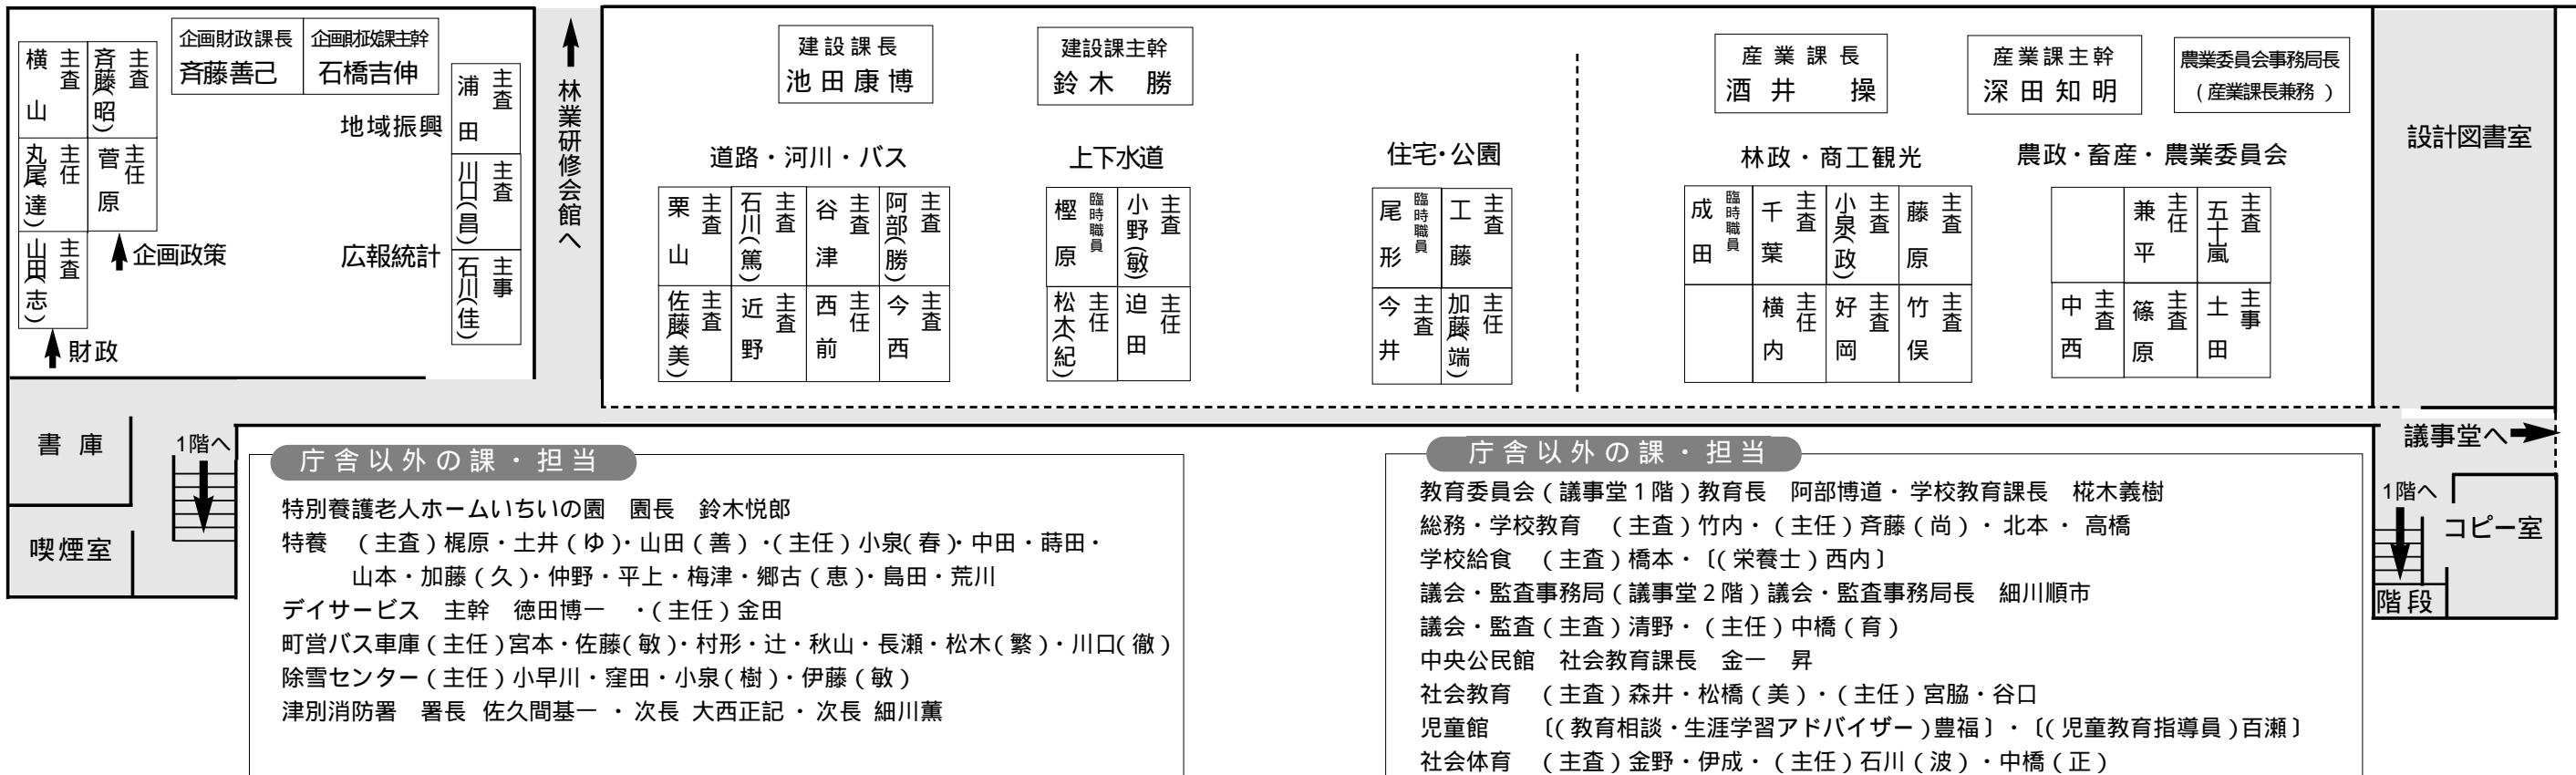 企画財政課長
斉藤善己
企画財政課主幹
石橋吉伸
横山 主査
斉藤(昭) 主査
丸尾(達) 主任
菅原 主任
山田(志) 主査
企画政策
財政
地域振興
広報統計
浦田 主査
川口(昌) 主査
石川(佳) 主事
林業研修会館へ
建設課長
池田康博
建設課主幹
鈴木 勝
道路・河川・バス
栗山 主査
石川(篤) 主査
谷津 主査
阿部(勝) 主査
佐藤(美) 主査
近野 主査
西前 主任
今西 主査
上下水道
樫原 臨時職員
小野(敏) 主査
松木(紀) 主任
迫田 主任
住宅・公園
尾形 臨時職員
工藤 主査
今井 主査
加藤(端) 主任
産業課長
酒井 操
産業課主幹
深田知明
農業委員会事務局長
(産業課長兼務)
林政・商工観光
成田 臨時職員
千葉 主査
小泉(政) 主査
藤原 主査
横内 主任
好岡 主査
竹俣 主査
農政・畜産・農業委員会
兼平 主任
五十嵐 主査
中西 主査
篠原 主査
土田 主事
設計図書室
書庫
1階へ
喫煙室
庁舎以外の課・担当
特別養護老人ホームいちいの園 園長 鈴木悦郎
特養 (主査)梶原・土井(ゆ)・山田(善)・(主任)小泉(春)・中田・蒔田・
山本・加藤(久)・仲野・平上・梅津・郷古(恵)・島田・荒川
デイサービス 主幹 徳田博一 ・(主任)金田
町営バス車庫(主任)宮本・佐藤(敏)・村形・辻・秋山・長瀬・松木(繁)・川口(徹)
除雪センター(主任)小早川・窪田・小泉(樹)・伊藤(敏)
津別消防署 署長 佐久間基一 ・ 次長 大西正記 ・ 次長 細川薫
庁舎以外の課・担当
教育委員会(議事堂1階)教育長 阿部博道・学校教育課長 椛木義樹
総務・学校教育 (主査)竹内・(主任)斉藤(尚)・北本・高橋
学校給食 (主査)橋本・〔(栄養士)西内〕
議会・監査事務局(議事堂2階)議会・監査事務局長 細川順市
議会・監査(主査)清野・(主任)中橋(育)
中央公民館 社会教育課長 金一 昇
社会教育 (主査)森井・松橋(美)・(主任)宮脇・谷口
児童館 〔(教育相談・生涯学習アドバイザー)豊福〕・〔(児童教育指導員)百瀬〕
社会体育 (主査)金野・伊成・(主任)石川(波)・中橋(正)
議事堂へ
1階へ
コピー室
階段